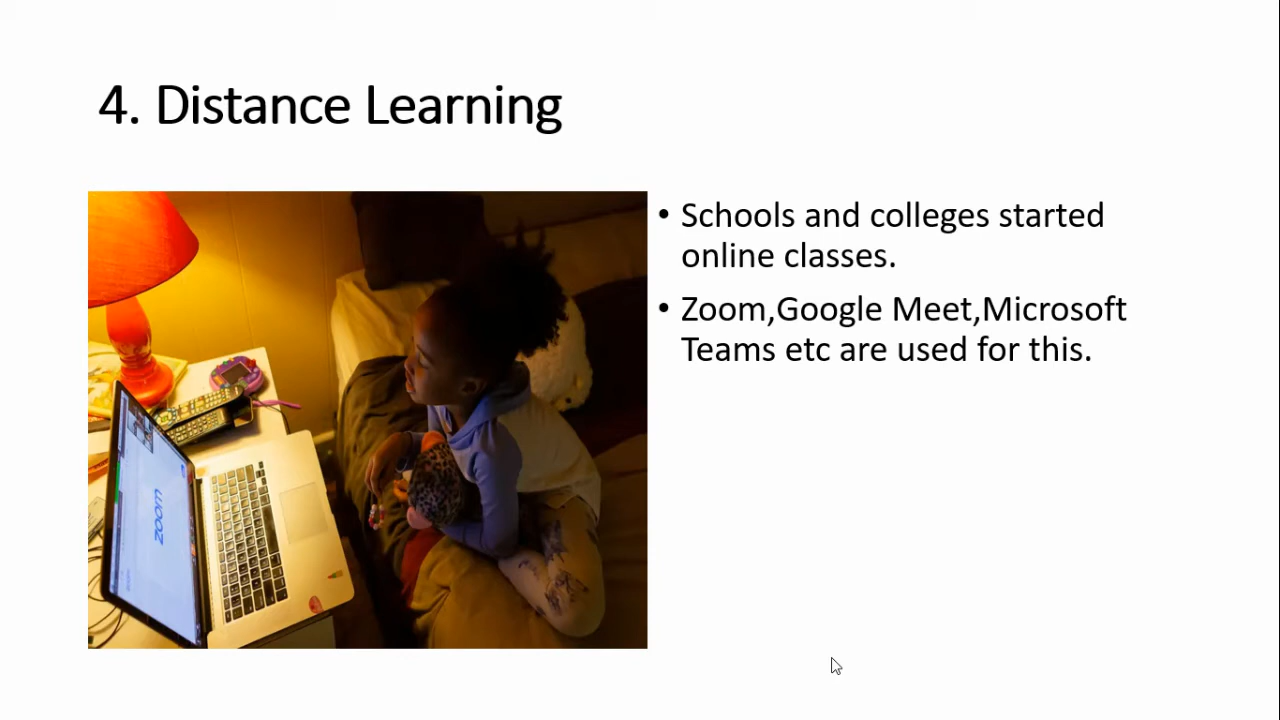 4. Distance Learning
• Schools and colleges started
online classes.
• Zoom,Google Meet,Microsoft
Teams etc are used for this.
zoom